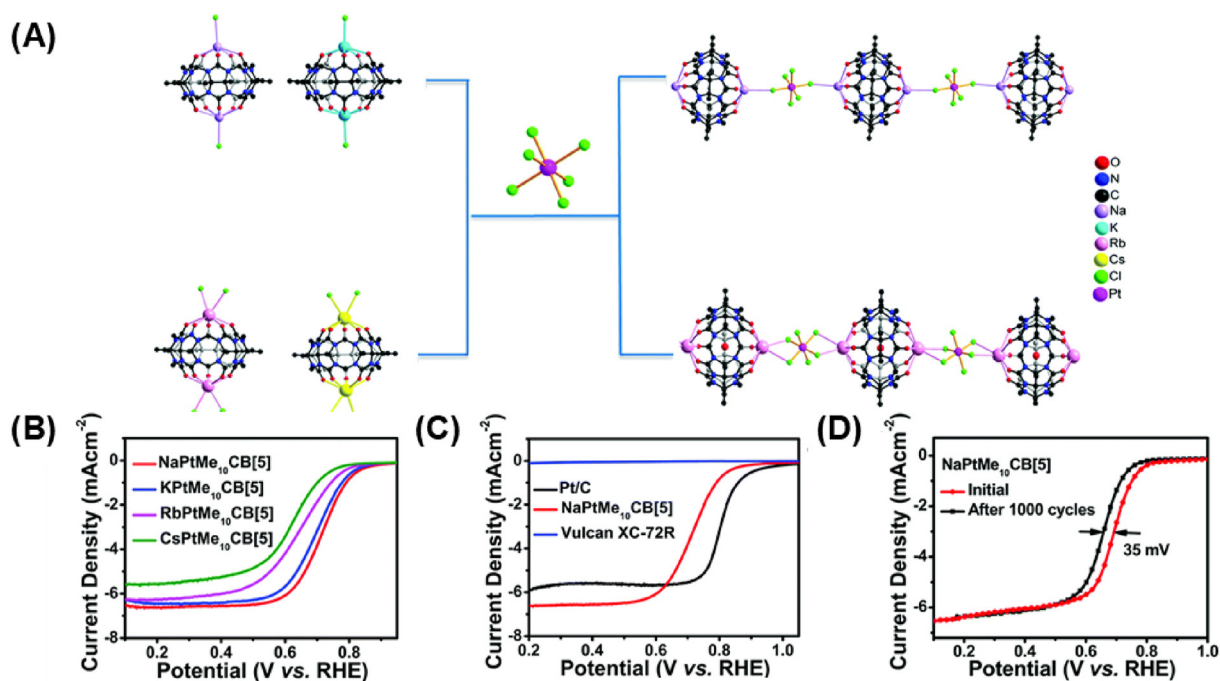 (A)
O
N
C
Na
K
Rb
Cs
Cl
Pt
(B)
Current Density (mAcm⁻²)
0
-2
-4
-6
-8
NaPtMe₁₀CB[5]
KPtMe₁₀CB[5]
RbPtMe₁₀CB[5]
CsPtMe₁₀CB[5]
0.2 0.4 0.6 0.8
Potential (V vs. RHE)
(C)
Current Density (mAcm⁻²)
0
-2
-4
-6
-8
Pt/C
NaPtMe₁₀CB[5]
Vulcan XC-72R
0.2 0.4 0.6 0.8 1.0
Potential (V vs. RHE)
(D)
Current Density (mAcm⁻²)
0
-2
-4
-6
NaPtMe₁₀CB[5]
Initial
After 1000 cycles
35 mV
0.2 0.4 0.6 0.8 1.0
Potential (V vs. RHE)